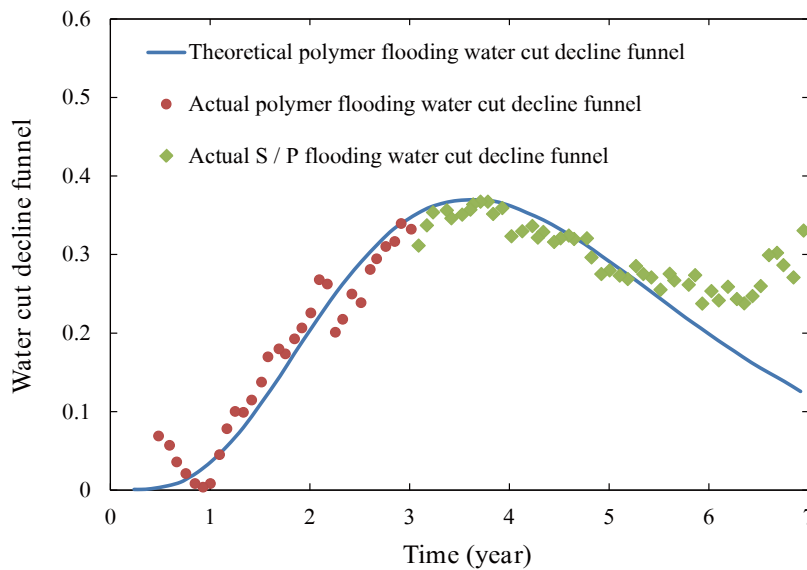 0.6
Theoretical polymer flooding water cut decline funnel
0.5
Actual polymer flooding water cut decline funnel
Actual S / P flooding water cut decline funnel
0.4
0.3
0.2
0.1
0
Water cut decline funnel
0 1 2 3 4 5 6 7
Time (year)